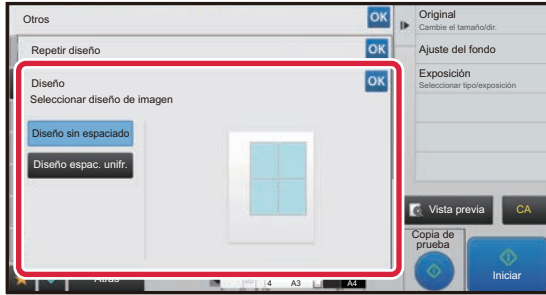 Otros
OK
Repetir diseño
OK
Diseño
OK
Seleccionar diseño de imagen
Diseño sin espaciado
Diseño espac. unifr.
Atrás
4
A3
A4
Original
Cambie el tamaño/dir.
Ajuste del fondo
Exposición
Seleccionar tipo/exposición
Vista previa
CA
Copia de
prueba
Iniciar